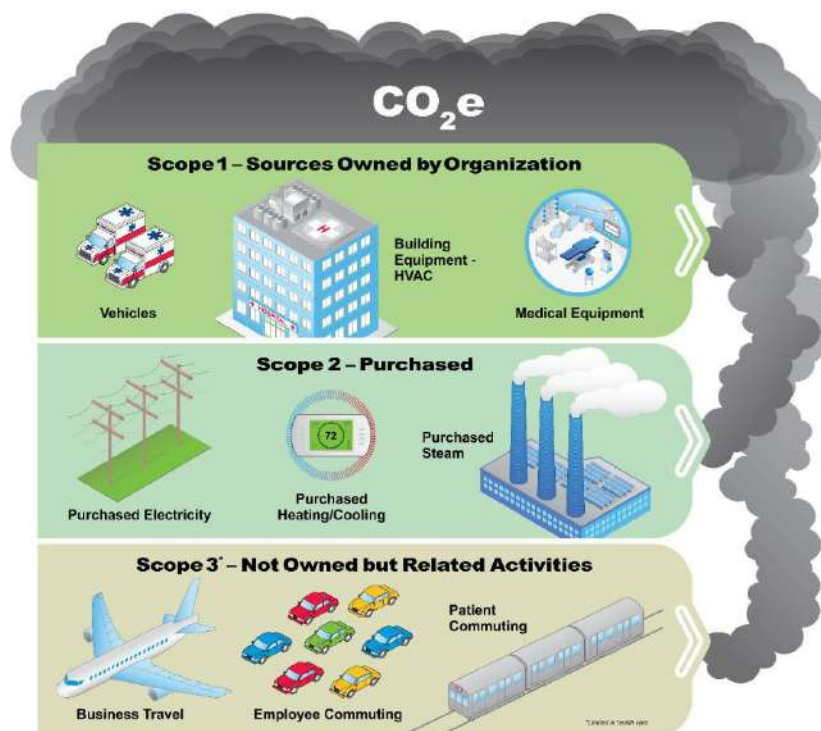 CO₂e
Scope 1 – Sources Owned by Organization
Vehicles
H
HOSPITAL
Building
Equipment -
HVAC
Medical Equipment
Scope 2 – Purchased
Purchased Electricity
72
Purchased
Heating/Cooling
Purchased
Steam
Scope 3* – Not Owned but Related Activities
Business Travel
Employee Commuting
Patient
Commuting